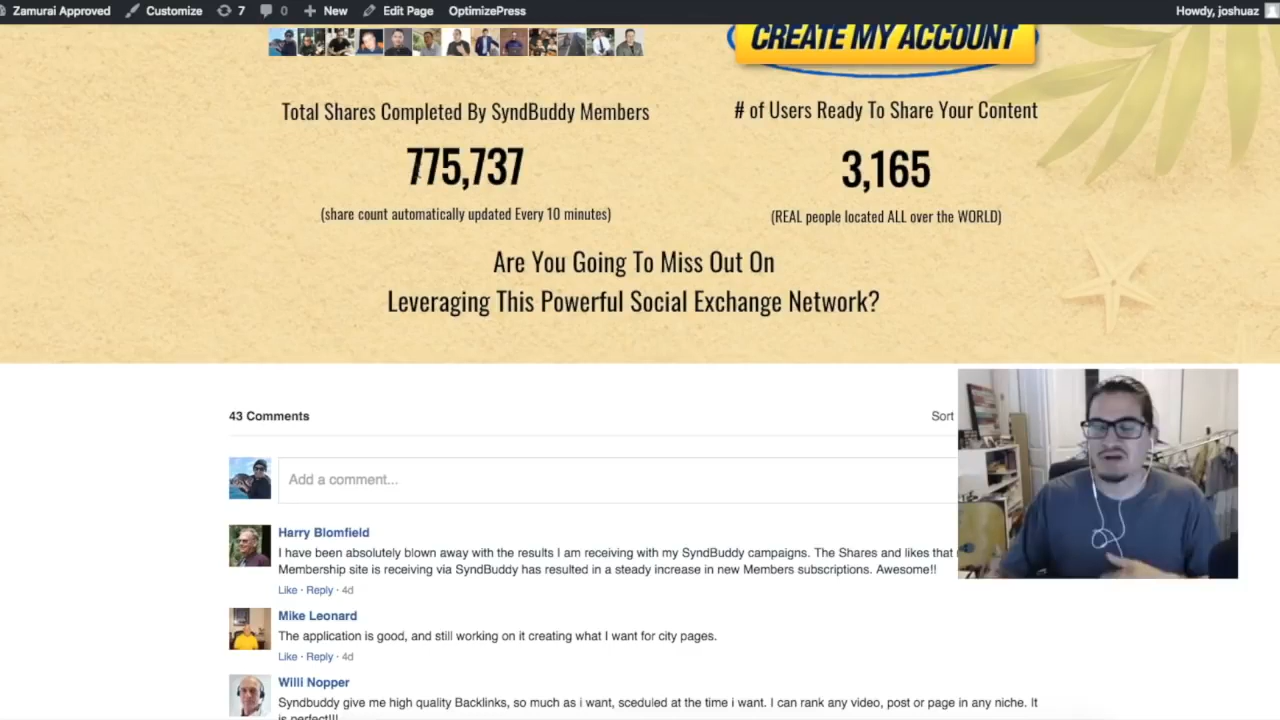 Zamurai Approved Customize 7 0 New Edit Page OptimizePress Howdy, joshuaz
CREATE MY ACCOUNT
Total Shares Completed By SyndBuddy Members
775,737
(share count automatically updated Every 10 minutes)
# of Users Ready To Share Your Content
3,165
(REAL people located ALL over the WORLD)
Are You Going To Miss Out On
Leveraging This Powerful Social Exchange Network?
43 Comments
Sort
Add a comment...
Harry Blomfield
I have been absolutely blown away with the results I am receiving with my SyndBuddy campaigns. The Shares and likes that
Membership site is receiving via SyndBuddy has resulted in a steady increase in new Members subscriptions. Awesome!!
Like · Reply · 4d
Mike Leonard
The application is good, and still working on it creating what I want for city pages.
Like · Reply · 4d
Willi Nopper
Syndbuddy give me high quality Backlinks, so much as i want, sceduled at the time i want. I can rank any video, post or page in any niche. It
is perfect!!!